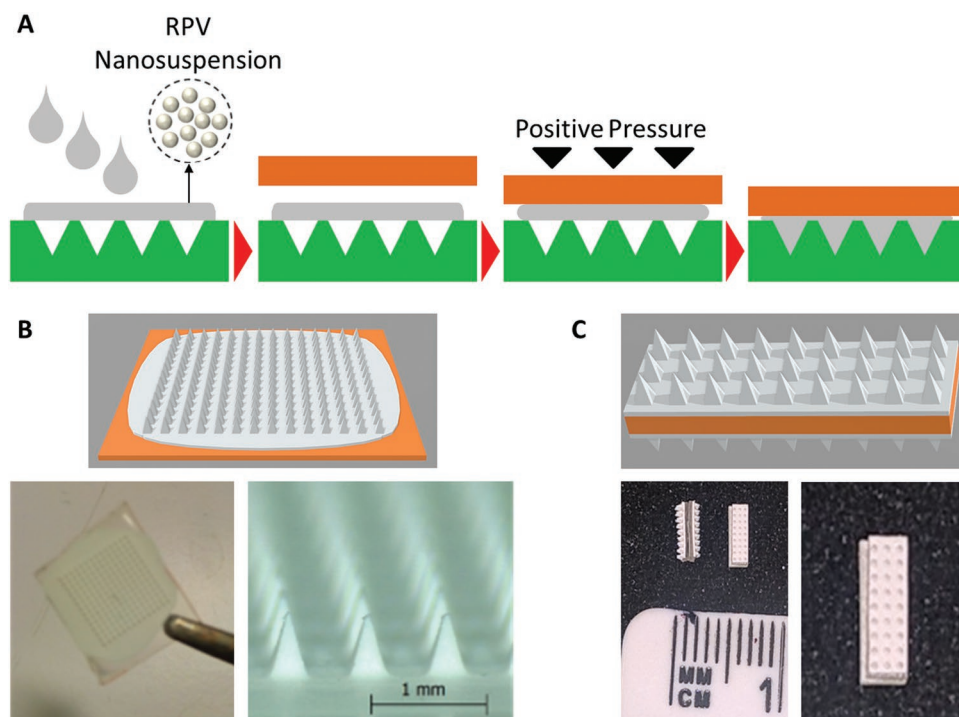 A
RPV
Nanosuspension
Positive Pressure
B
C
1 mm
MM
CM
1